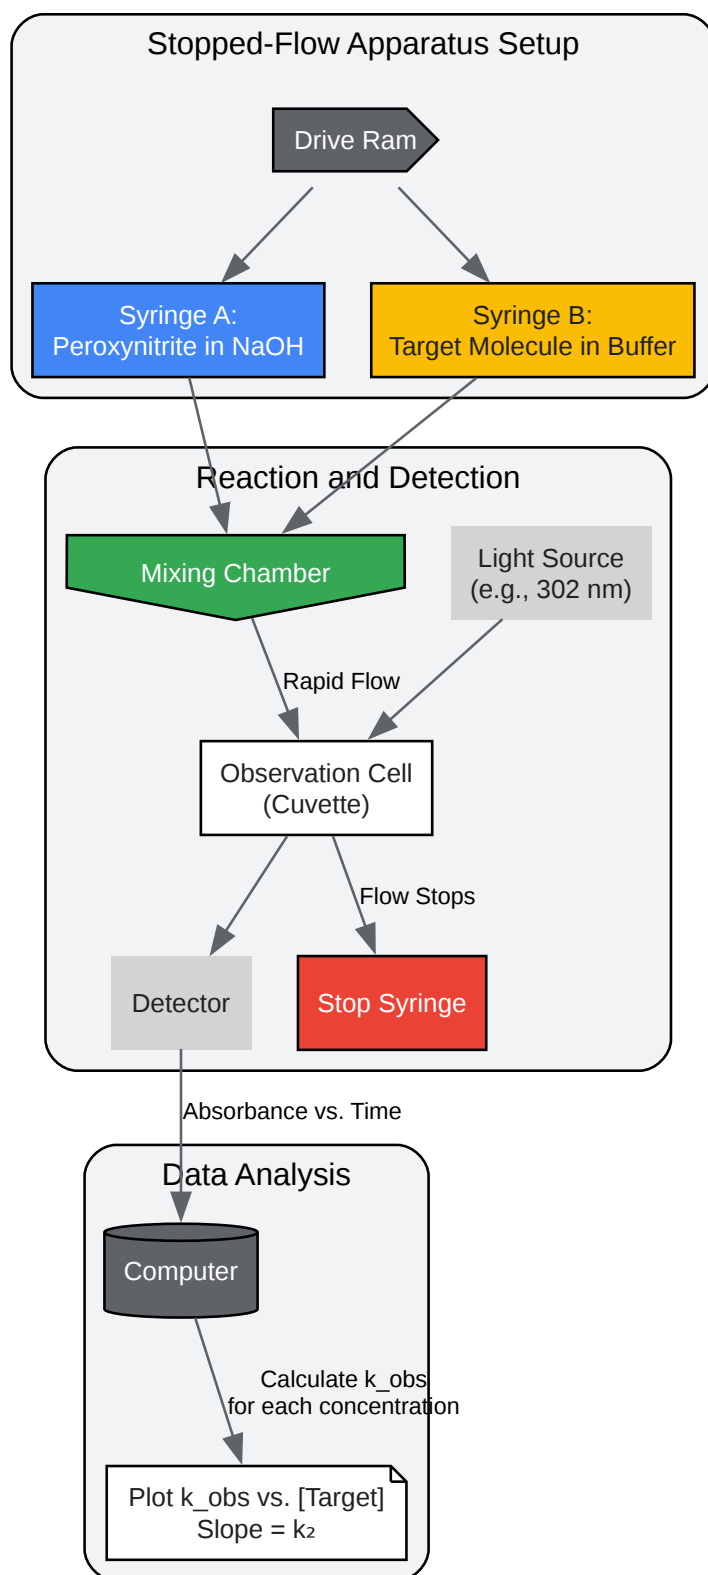 Stopped-Flow Apparatus Setup
Drive Ram
Syringe A:
Peroxynitrite in NaOH
Syringe B:
Target Molecule in Buffer
Reaction and Detection
Mixing Chamber
Light Source
(e.g., 302 nm)
Rapid Flow
Observation Cell
(Cuvette)
Flow Stops
Detector
Stop Syringe
Absorbance vs. Time
Data Analysis
Computer
Calculate k_obs
for each concentration
Plot k_obs vs. [Target]
Slope = k₂